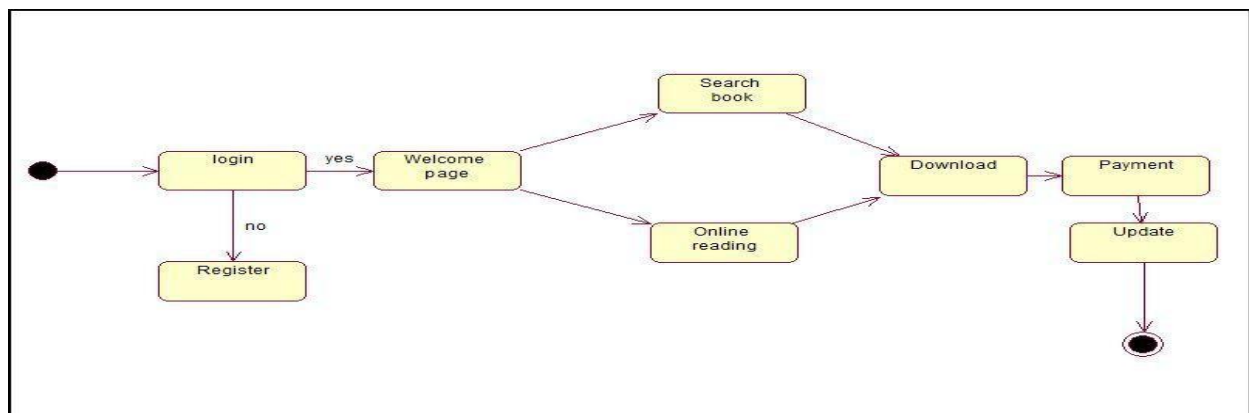 Search
book
login
yes
Welcome
page
Download
Payment
no
Online
reading
Update
Register